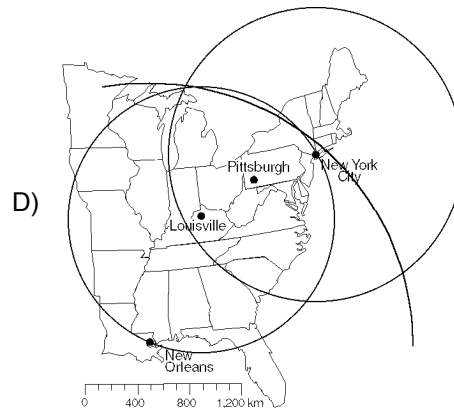 D)
Pittsburgh
New York
City
Louisville
New
Orleans
0 400 800 1,200 km